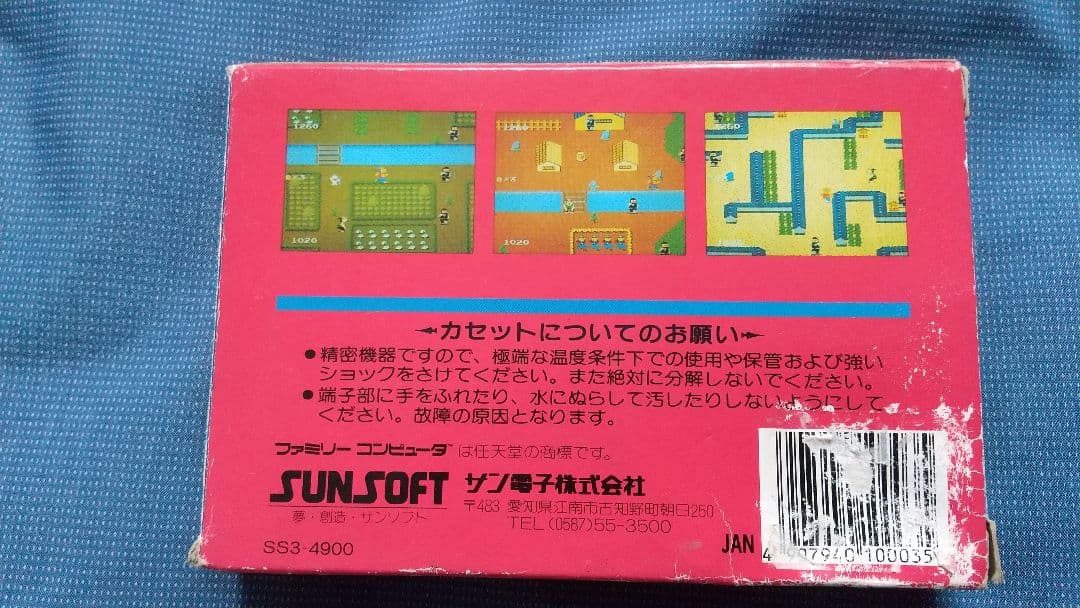 1260
1260
1250
1020
1020
カセットについてのお願い
●精密機器ですので、極端な温度条件下での使用や保管および強い
ショックをさけてください。また絶対に分解しないでください。
●端子部に手をふれたり、水にぬらして汚したりしないようにして
ください。故障の原因となります。
ファミリーコンピュータ™は任天堂の商標です。
SUNSOFT サン電子株式会社
夢・創造・サンソフト
〒483 愛知県江南市古知野町朝日250
TEL(0587)55-3500
SS3-4900
JAN 4 907940 100035